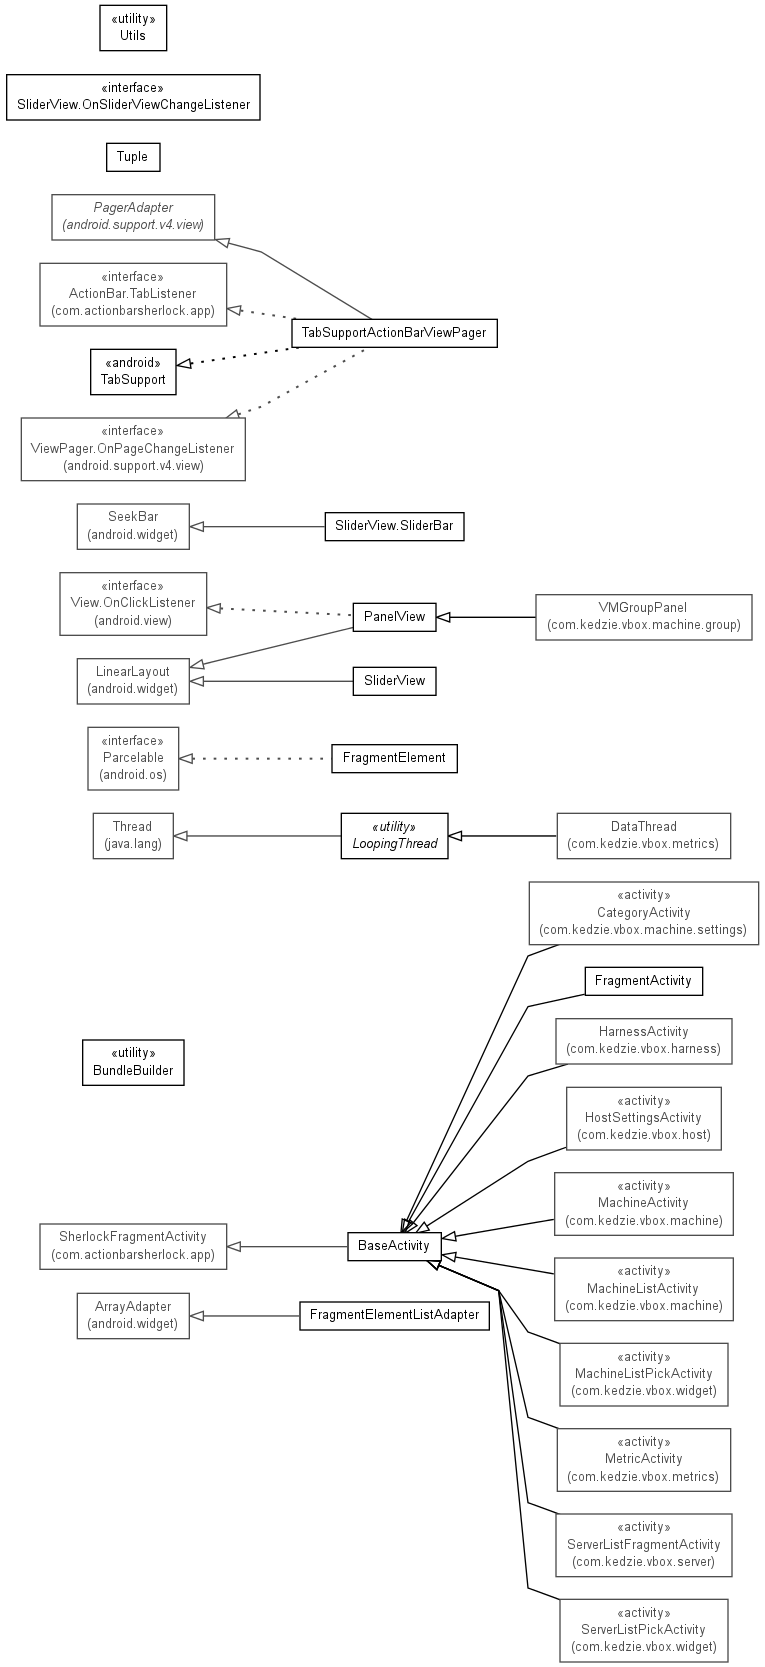 «utility»
Utils
«interface»
SliderView.OnSliderViewChangeListener
Tuple
PagerAdapter
(android.support.v4.view)
«interface»
ActionBar.TabListener
(com.actionbarsherlock.app)
TabSupportActionBarViewPager
«android»
TabSupport
«interface»
ViewPager.OnPageChangeListener
(android.support.v4.view)
SeekBar
(android.widget)
SliderView.SliderBar
«interface»
View.OnClickListener
(android.view)
PanelView
VMGroupPanel
(com.kedzie.vbox.machine.group)
LinearLayout
(android.widget)
SliderView
«interface»
Parcelable
(android.os)
FragmentElement
Thread
(java.lang)
«utility»
LoopingThread
DataThread
(com.kedzie.vbox.metrics)
«activity»
CategoryActivity
(com.kedzie.vbox.machine.settings)
FragmentActivity
HarnessActivity
(com.kedzie.vbox.harness)
«utility»
BundleBuilder
«activity»
HostSettingsActivity
(com.kedzie.vbox.host)
«activity»
MachineActivity
(com.kedzie.vbox.machine)
SherlockFragmentActivity
(com.actionbarsherlock.app)
BaseActivity
«activity»
MachineListActivity
(com.kedzie.vbox.machine)
ArrayAdapter
(android.widget)
FragmentElementListAdapter
«activity»
MachineListPickActivity
(com.kedzie.vbox.widget)
«activity»
MetricActivity
(com.kedzie.vbox.metrics)
«activity»
ServerListFragmentActivity
(com.kedzie.vbox.server)
«activity»
ServerListPickActivity
(com.kedzie.vbox.widget)